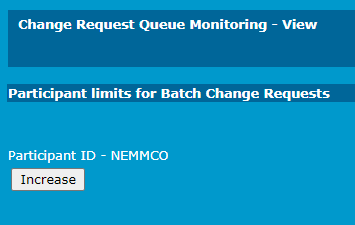 Change Request Queue Monitoring - View
Participant limits for Batch Change Requests
Participant ID - NEMMCO
Increase